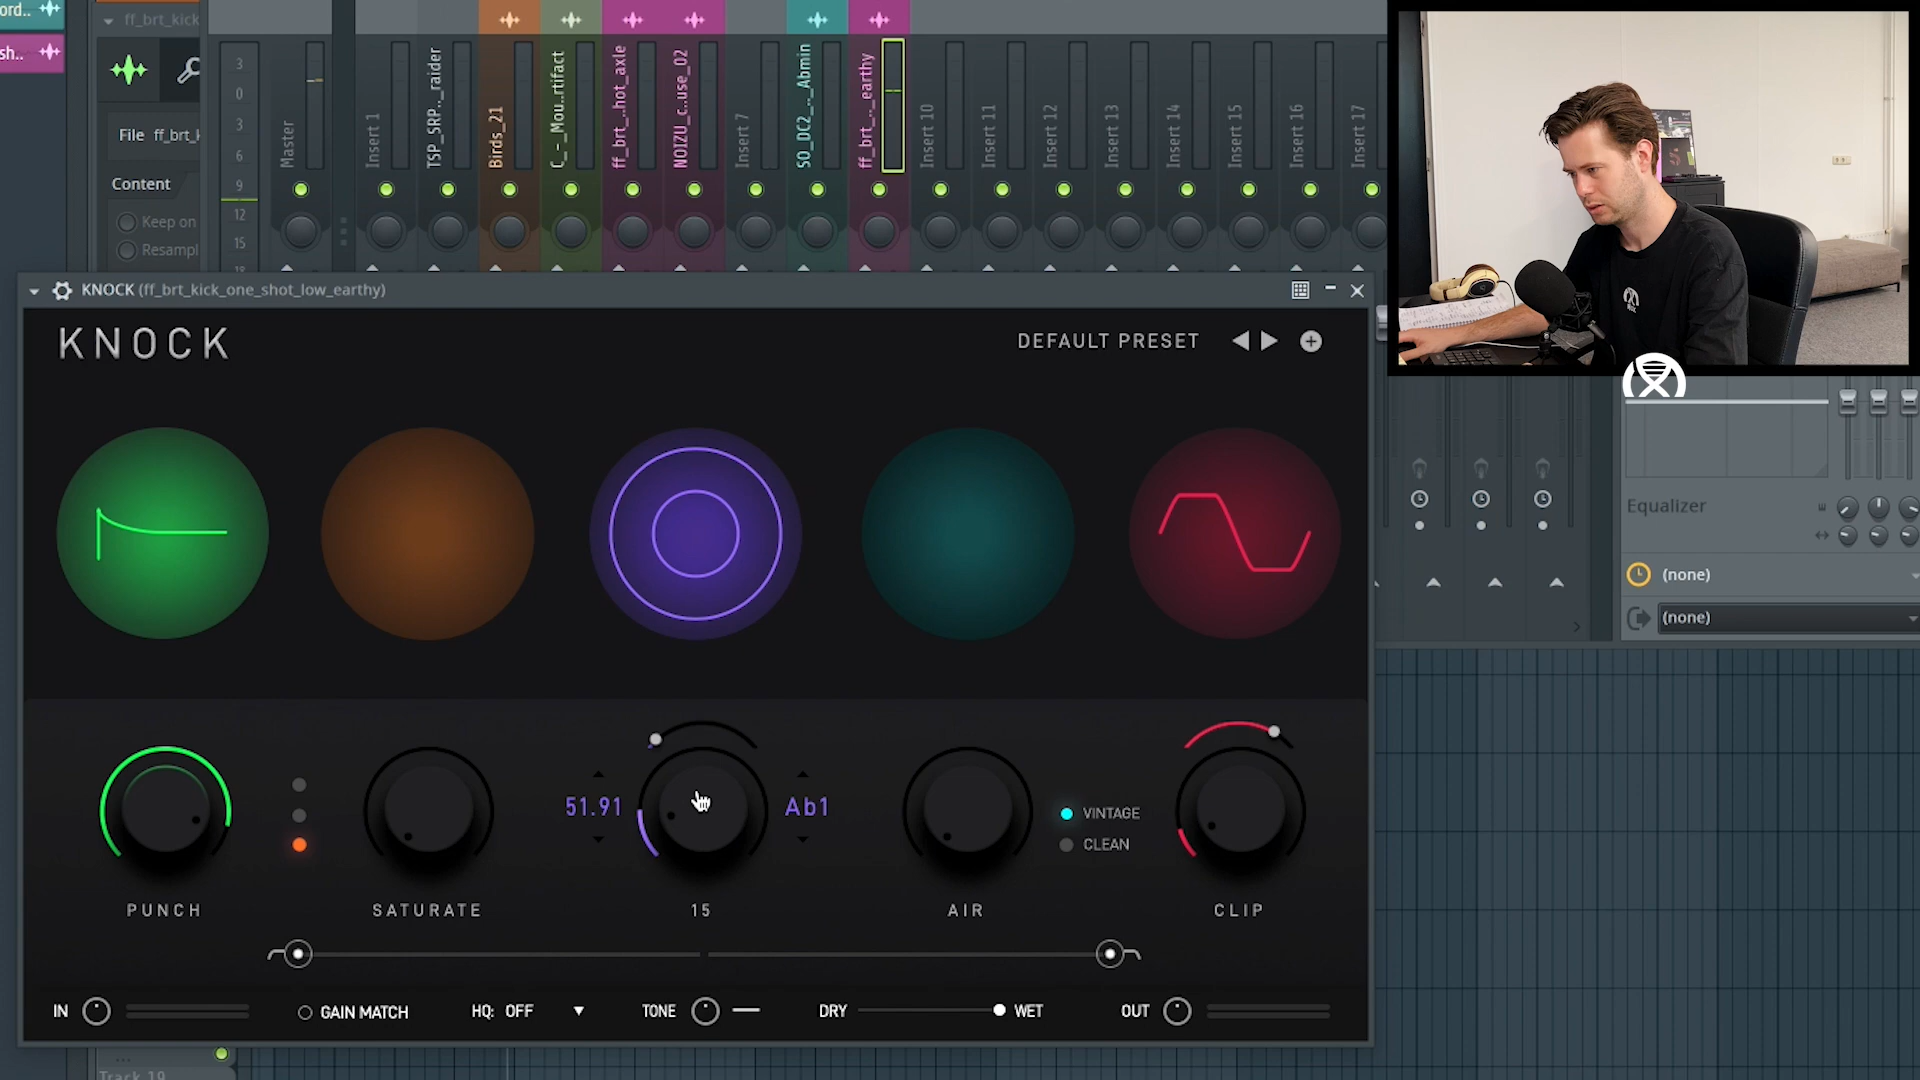 ord..
sh..
ff_brt_kick
File ff_brt_k
Content
Keep on
Resampl
3
0
3
6
9
12
15
18
Master
Insert 1
TSP_SRP.._raider
Birds_21
C_-_Mou..rtifact
ff_brt_..hot_axle
NOIZU_c..use_02
Insert 7
SO_DC2_.._Abmin
ff_brt_.._earthy
Insert 10
Insert 11
Insert 12
Insert 13
Insert 14
Insert 15
Insert 16
Insert 17
KNOCK (ff_brt_kick_one_shot_low_earthy)
KNOCK
DEFAULT PRESET
51.91
Ab1
VINTAGE
CLEAN
PUNCH
SATURATE
15
AIR
CLIP
IN
GAIN MATCH
HQ: OFF
TONE
DRY
WET
OUT
Equalizer
(none)
(none)
...
Track 19